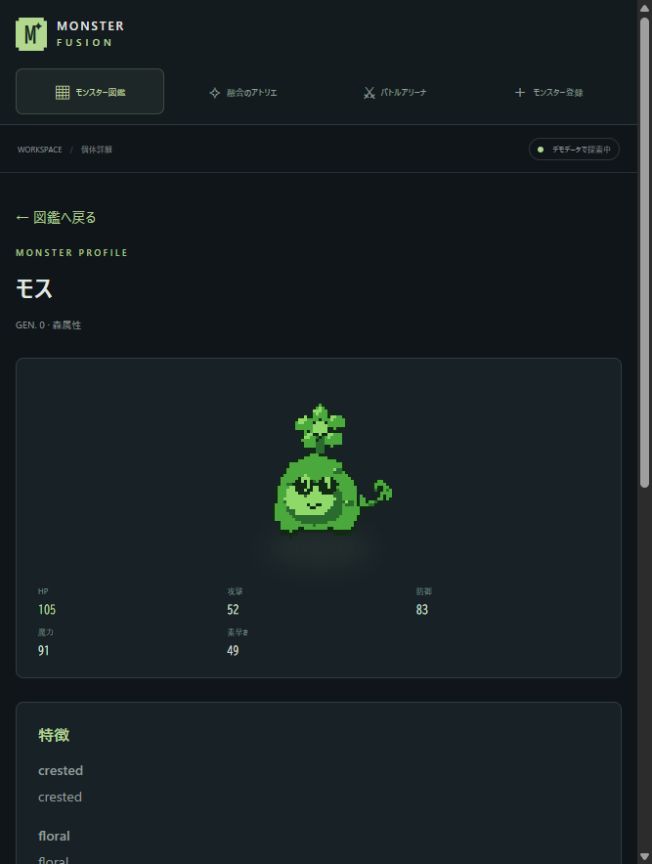 M
MONSTER
FUSION
モンスター図鑑
融合のアトリエ
バトルアリーナ
モンスター登録
WORKSPACE / 個体詳細
デモデータで探索中
← 図鑑へ戻る
MONSTER PROFILE
モス
GEN. 0 · 森属性
HP
105
攻撃
52
防御
83
魔力
91
素早さ
49
特徴
crested
crested
floral
floral